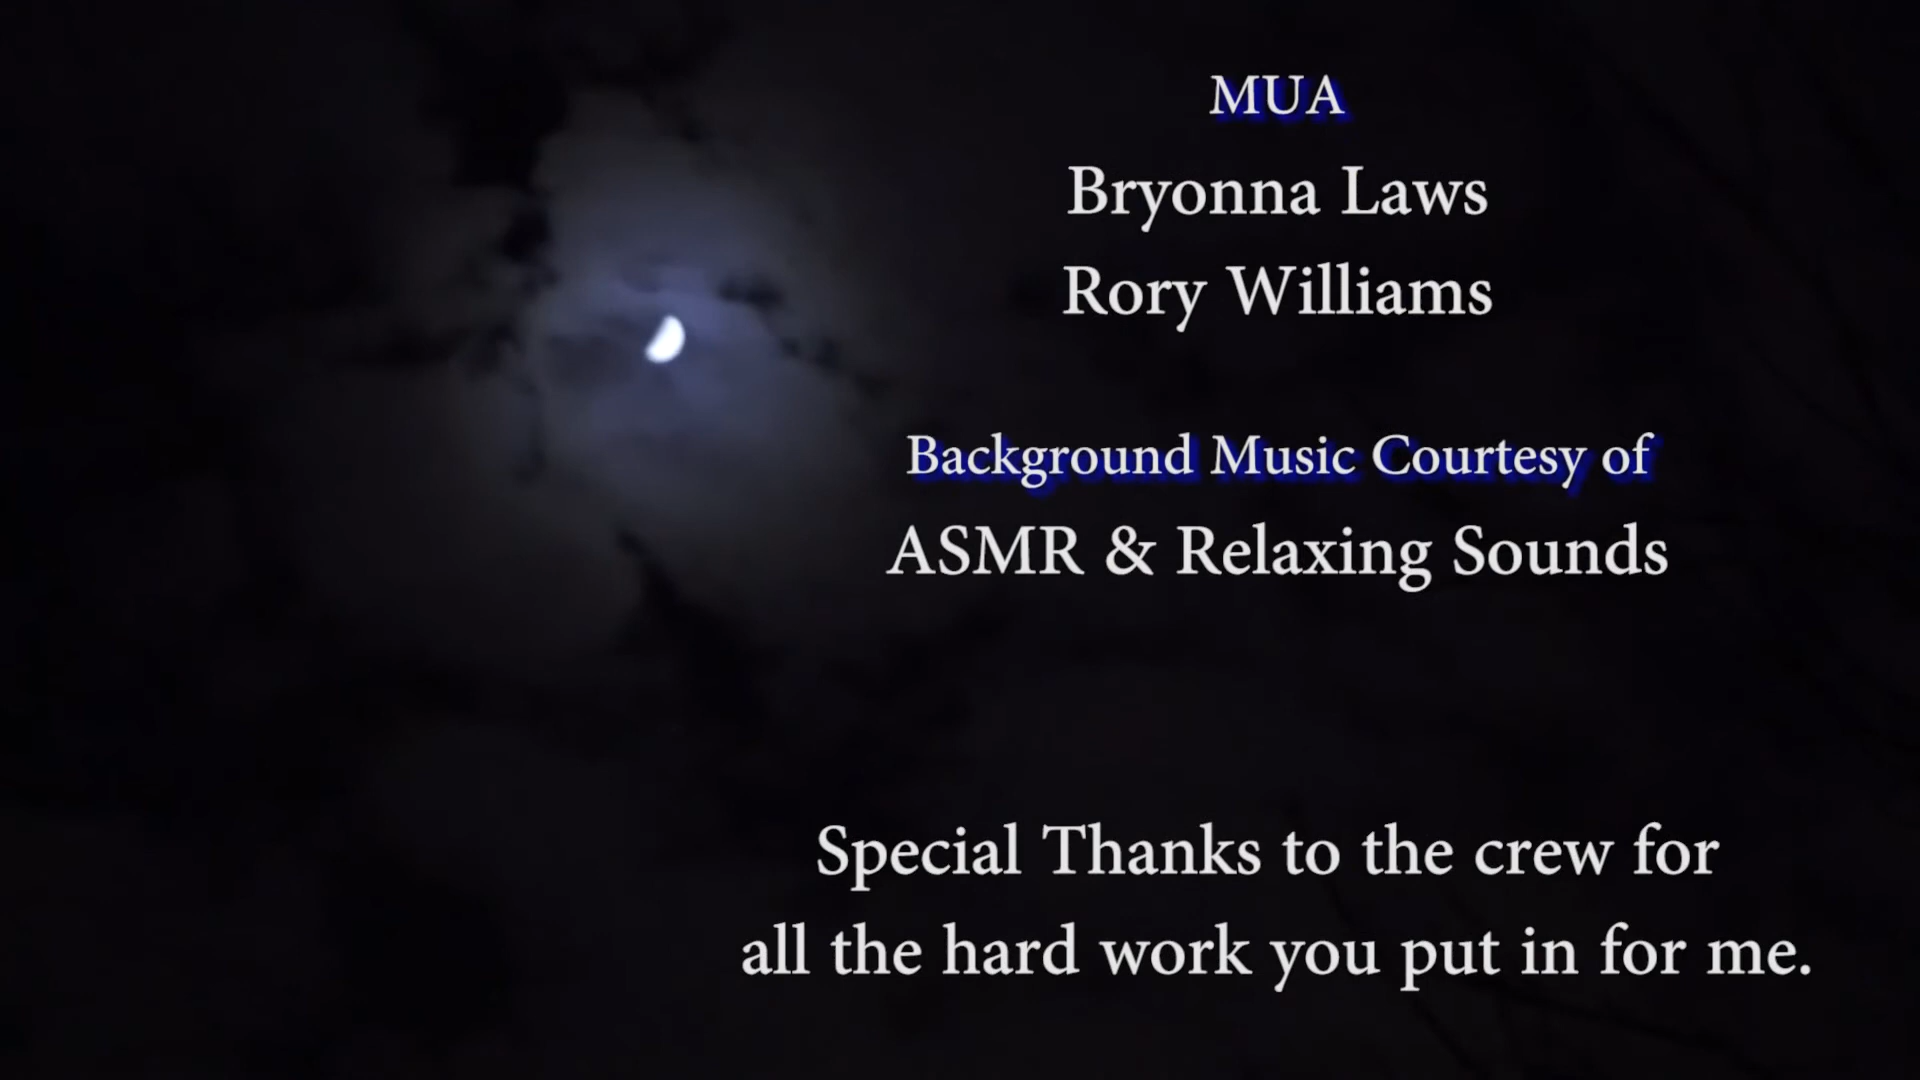 MUA
Bryonna Laws
Rory Williams
Background Music Courtesy of
ASMR & Relaxing Sounds
Special Thanks to the crew for
all the hard work you put in for me.